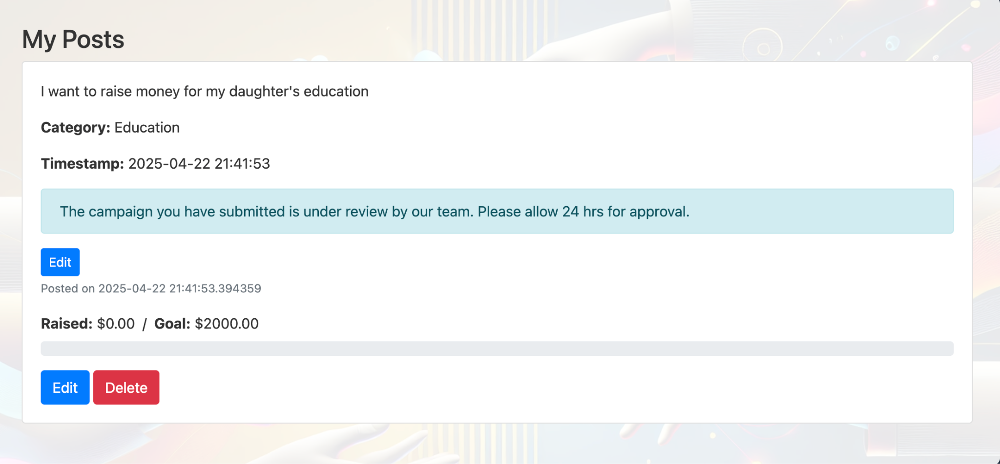 My Posts
I want to raise money for my daughter's education
Category: Education
Timestamp: 2025-04-22 21:41:53
The campaign you have submitted is under review by our team. Please allow 24 hrs for approval.
Edit
Posted on 2025-04-22 21:41:53.394359
Raised: $0.00 / Goal: $2000.00
Edit Delete